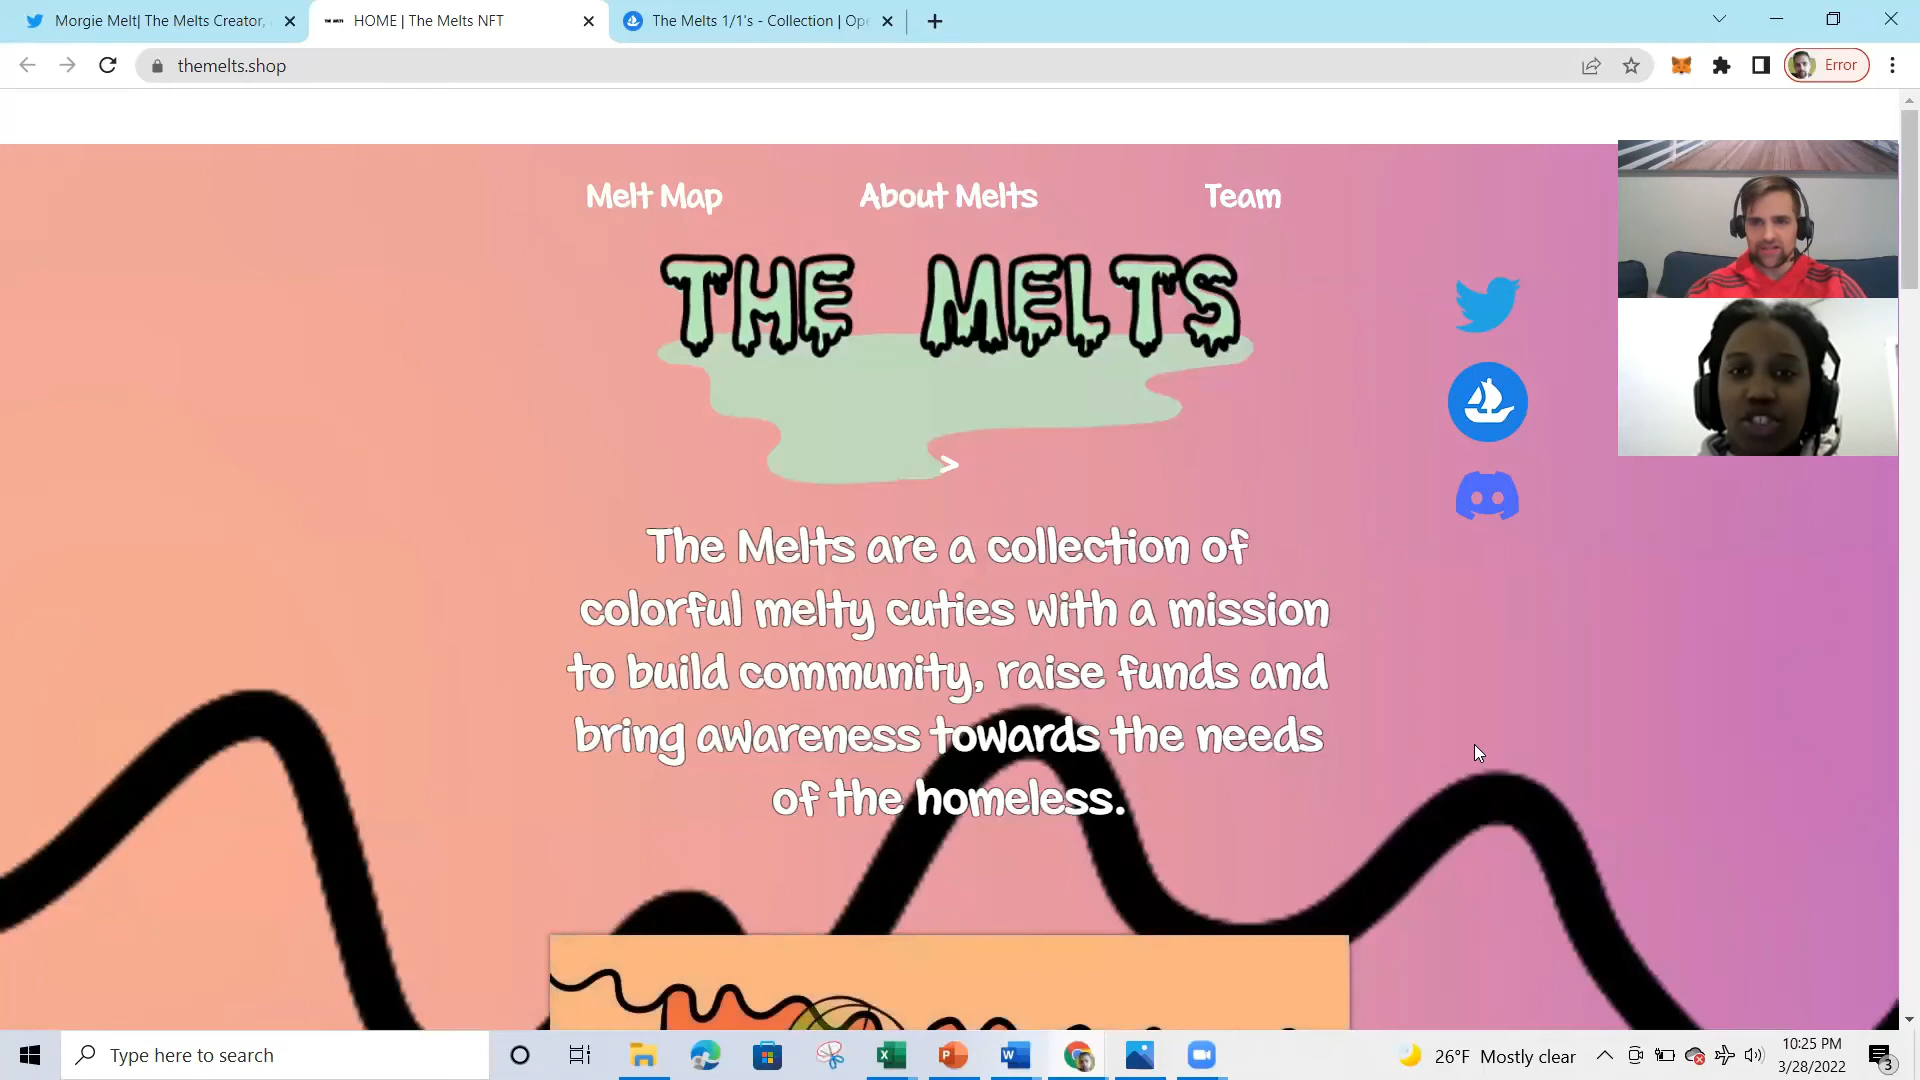 Morgie Melt| The Melts Creator,
HOME | The Melts NFT
The Melts 1/1's - Collection | Ope
themelts.shop
Error
Melt Map
About Melts
Team
THE MELTS
>
The Melts are a collection of
colorful melty cuties with a mission
to build community, raise funds and
bring awareness towards the needs
of the homeless.
Type here to search
26°F Mostly clear
10:25 PM
3/28/2022
3